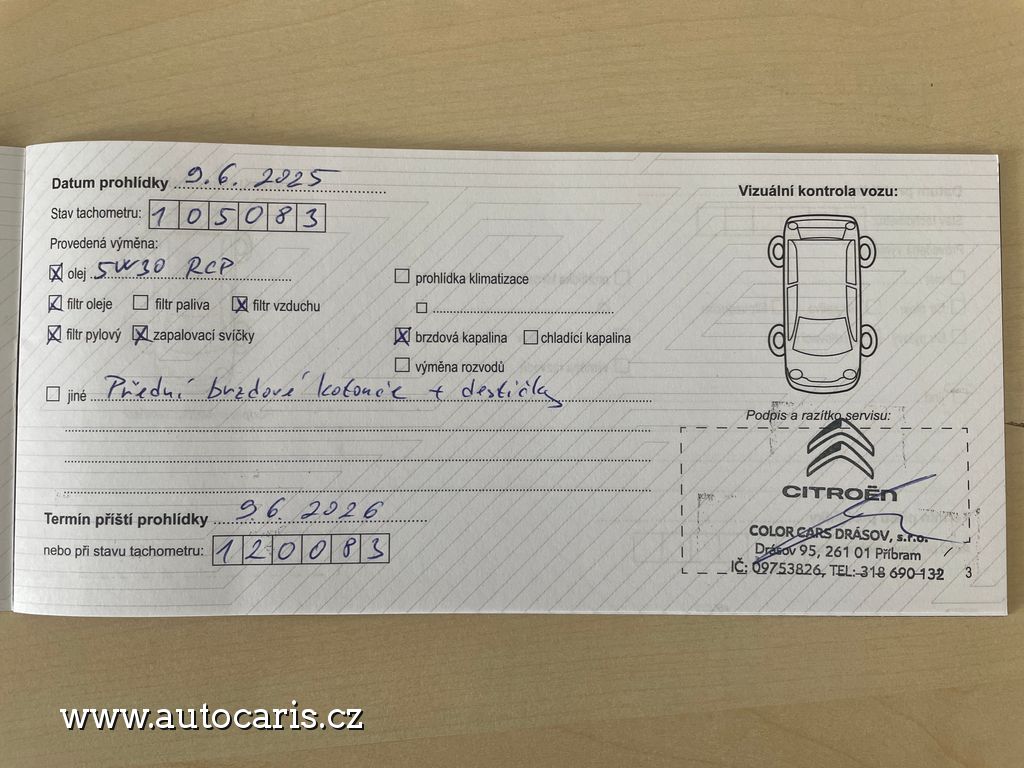 Datum prohlídky 9.6. 2025
Stav tachometru: 105083
Provedená výměna:
olej 5W30 RCP
filtr oleje filtr paliva filtr vzduchu
filtr pylový zapalovací svíčky
prohlídka klimatizace
brzdová kapalina chladící kapalina
výměna rozvodů
jiné Přední brzdové kotouče + destičky
Termín příští prohlídky 9 6. 2026
nebo při stavu tachometru: 120083
Vizuální kontrola vozu:
Podpis a razítko servisu:
CITROËN
COLOR CARS DRÁSOV, s.r.o.
Drásov 95, 261 01 Příbram
IČ: 09753826, TEL: 318 690 132
3
www.autocaris.cz